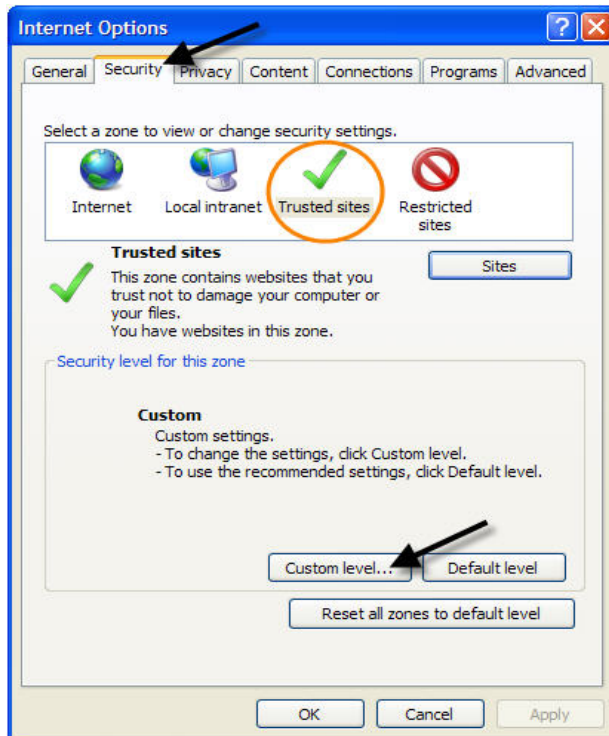 Internet Options
General Security Privacy Content Connections Programs Advanced
Select a zone to view or change security settings.
Internet Local intranet Trusted sites Restricted
sites
Trusted sites
Sites
This zone contains websites that you
trust not to damage your computer or
your files.
You have websites in this zone.
Security level for this zone
Custom
Custom settings.
- To change the settings, click Custom level.
- To use the recommended settings, click Default level.
Custom level... Default level
Reset all zones to default level
OK Cancel Apply